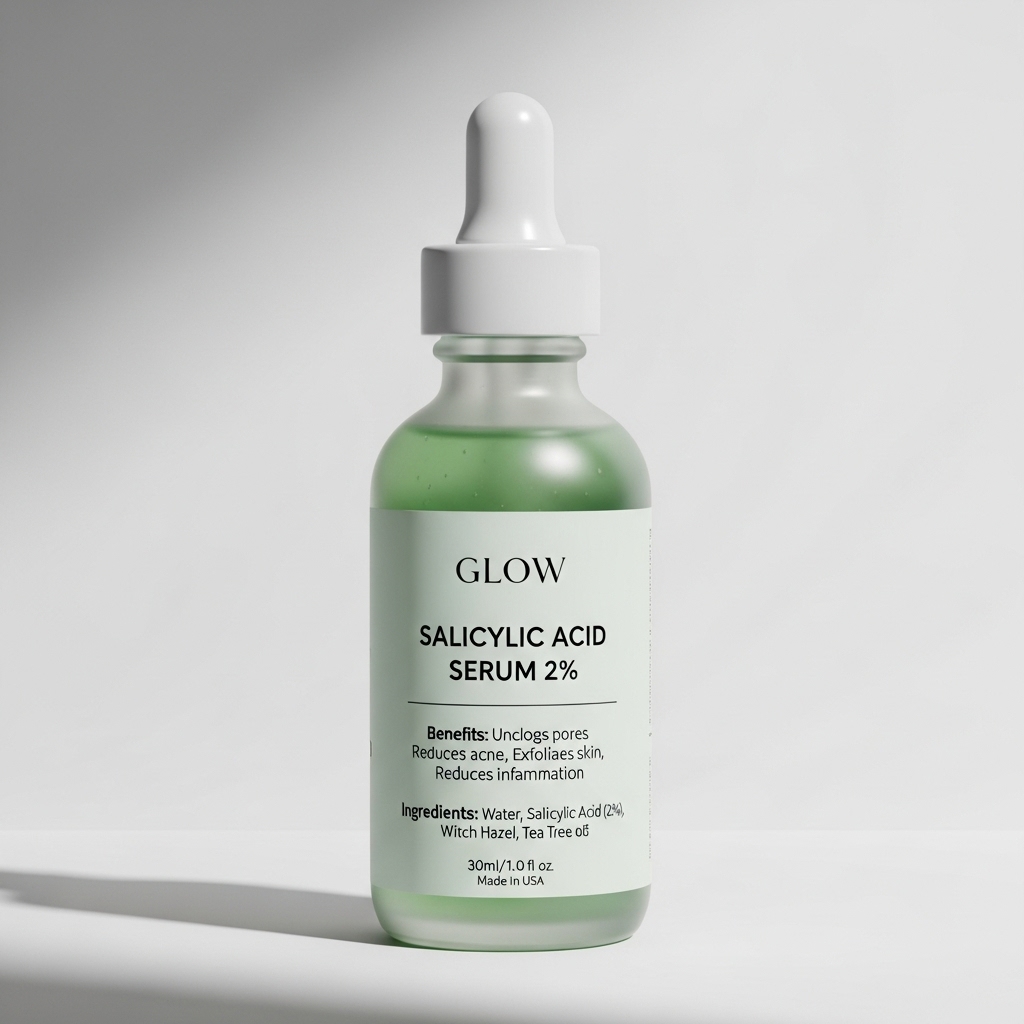 GLOW
SALICYLIC ACID
SERUM 2%
Benefits: Unclogs pores
Reduces acne, Exfoliaes skin,
Reduces infammation
Ingredients: Water, Salicylic Acid (2%),
Witch Hazel, Tea Tree
30ml/1.0 fl oz.
Made In USA